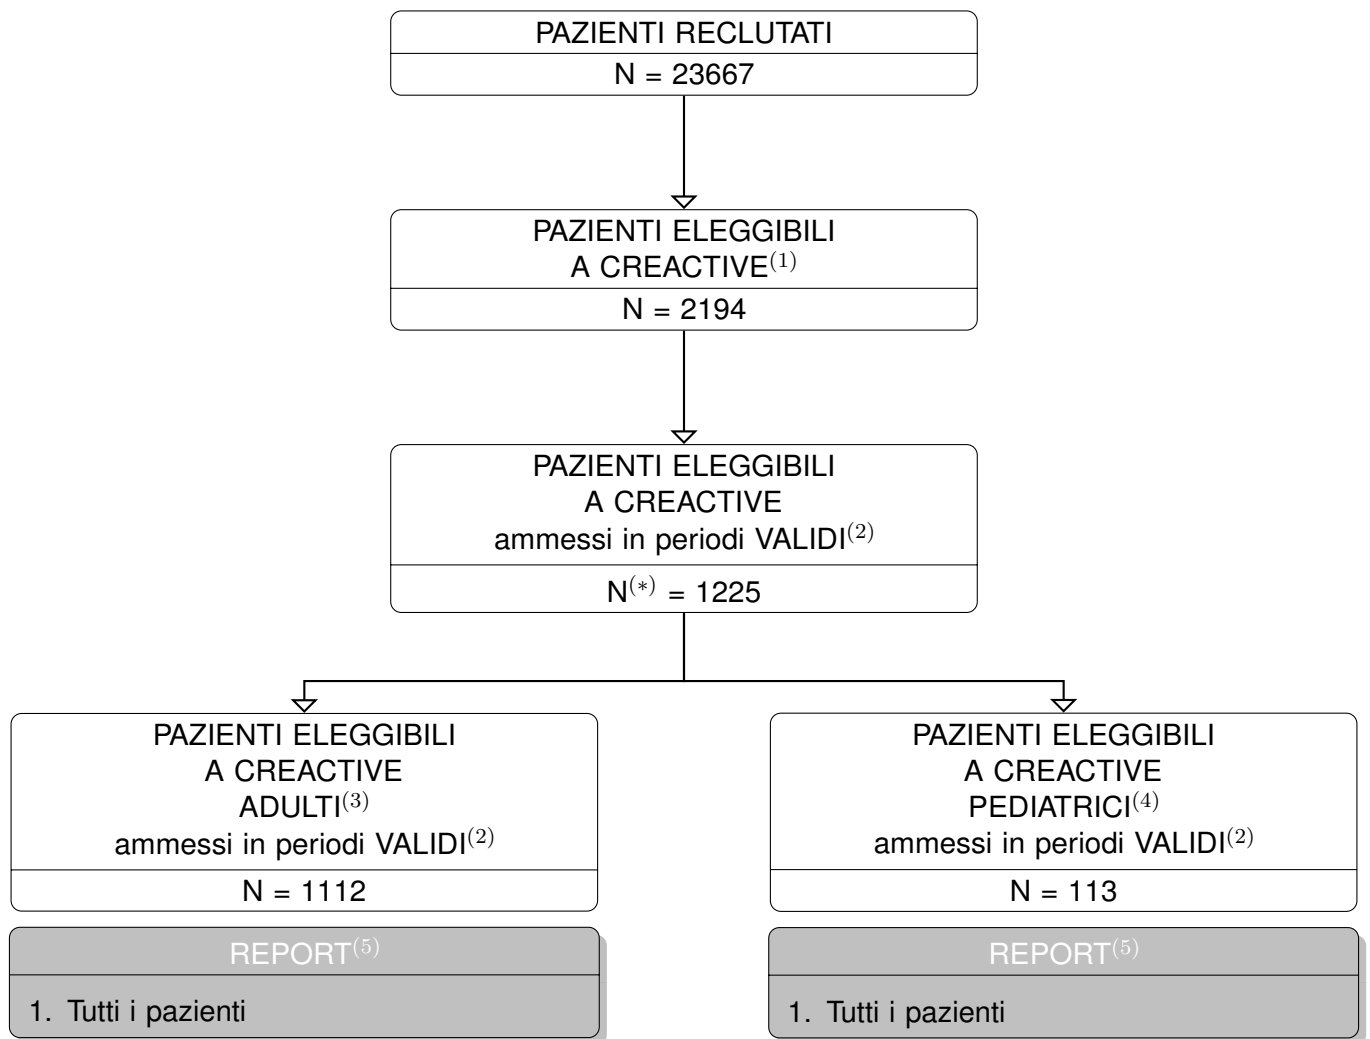 PAZIENTI RECLUTATI
N = 23667
PAZIENTI ELEGGIBILI
A CREACTIVE(1)
N = 2194
PAZIENTI ELEGGIBILI
A CREACTIVE
ammessi in periodi VALIDI(2)
N(*) = 1225
PAZIENTI ELEGGIBILI
A CREACTIVE
ADULTI(3)
ammessi in periodi VALIDI(2)
N = 1112
REPORT(5)
1. Tutti i pazienti
PAZIENTI ELEGGIBILI
A CREACTIVE
PEDIATRICI(4)
ammessi in periodi VALIDI(2)
N = 113
REPORT(5)
1. Tutti i pazienti